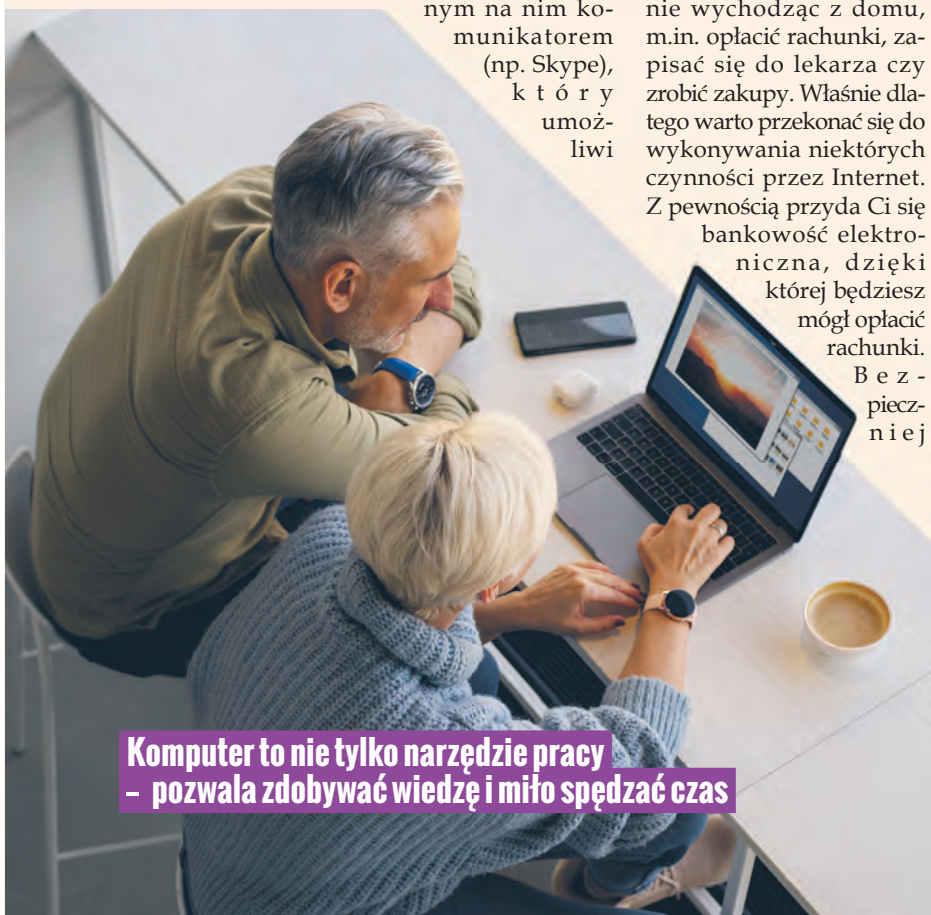 nym na nim ko-
munikatorem
(np. Skype),
który
umoż-
liwi
nie wychodząc z domu,
m.in. opłacić rachunki, za-
pisać się do lekarza czy
zrobić zakupy. Właśnie dla-
tego warto przekonać się do
wykonywania niektórych
czynności przez Internet.
Z pewnością przyda Ci się
bankowość elektro-
niczna, dzięki
której będziesz
mógł opłacić
rachunki.
Bez-
piecz-
niej
Komputer to nie tylko narzędzie pracy
– pozwala zdobywać wiedzę i miło spędzać czas